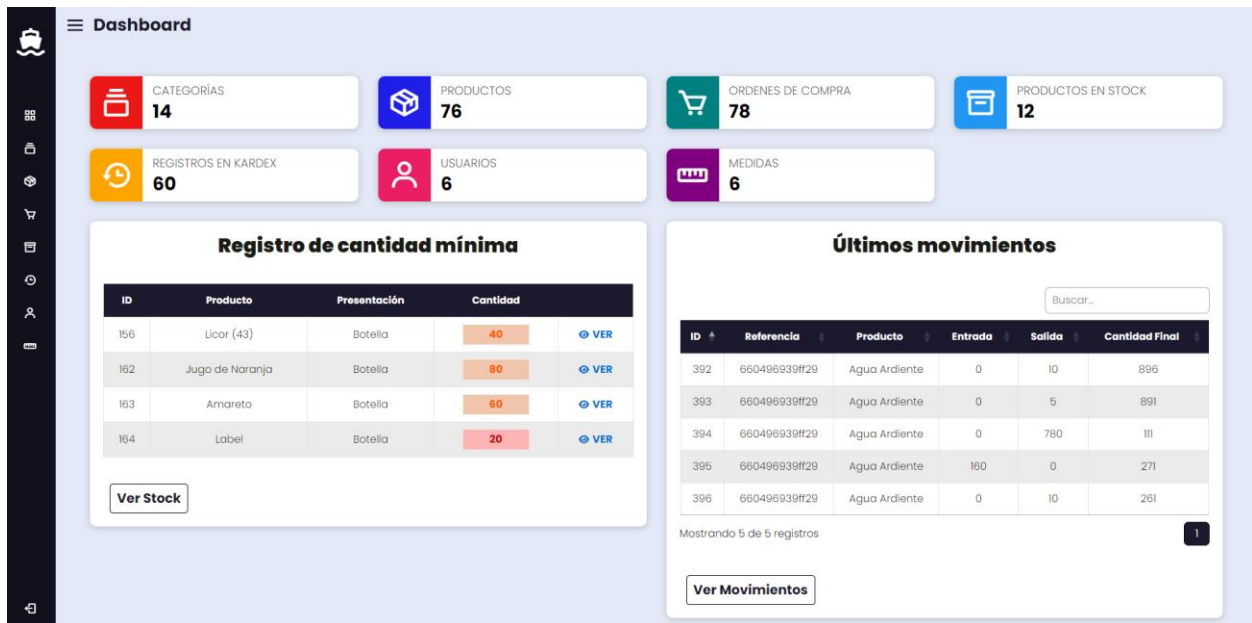 Dashboard
CATEGORÍAS
14
PRODUCTOS
76
ORDENES DE COMPRA
78
PRODUCTOS EN STOCK
12
REGISTROS EN KARDEX
60
USUARIOS
6
MEDIDAS
6
Registro de cantidad mínima
ID Producto Presentación Cantidad
156 Licor (43) Botella 40 VER
162 Jugo de Naranja Botella 80 VER
163 Amareto Botella 60 VER
164 Label Botella 20 VER
Ver Stock
Últimos movimientos
Buscar...
ID Referencia Producto Entrada Salida Cantidad Final
392 660496939ff29 Agua Ardiente 0 10 896
393 660496939ff29 Agua Ardiente 0 5 891
394 660496939ff29 Agua Ardiente 0 780 111
395 660496939ff29 Agua Ardiente 160 0 271
396 660496939ff29 Agua Ardiente 0 10 261
Mostrando 5 de 5 registros
1
Ver Movimientos